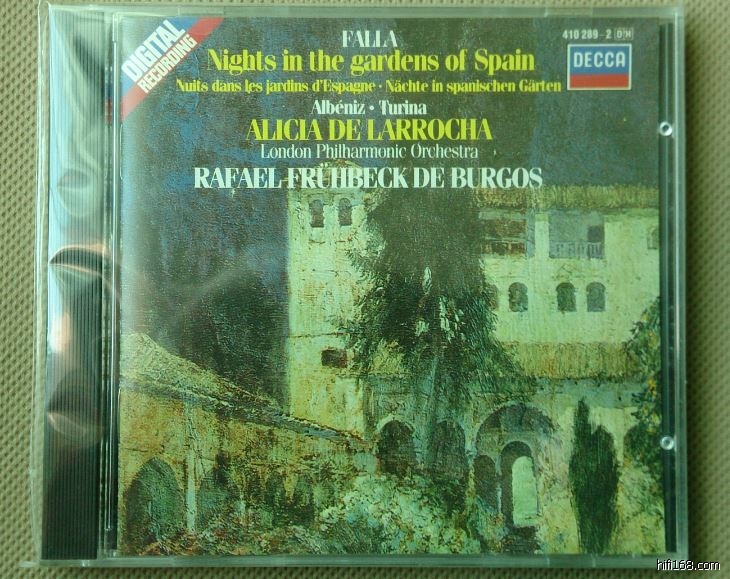 DIGITAL
RECORDING
FALLA
Nights in the gardens of Spain
Nuits dans les jardins d'Espagne · Nächte in spanischen Gärten
Albéniz · Turina
ALICIA DE LARROCHA
London Philharmonic Orchestra
RAFAEL FRÜHBECK DE BURGOS
410 289-2 DH
DECCA
hifi168.com